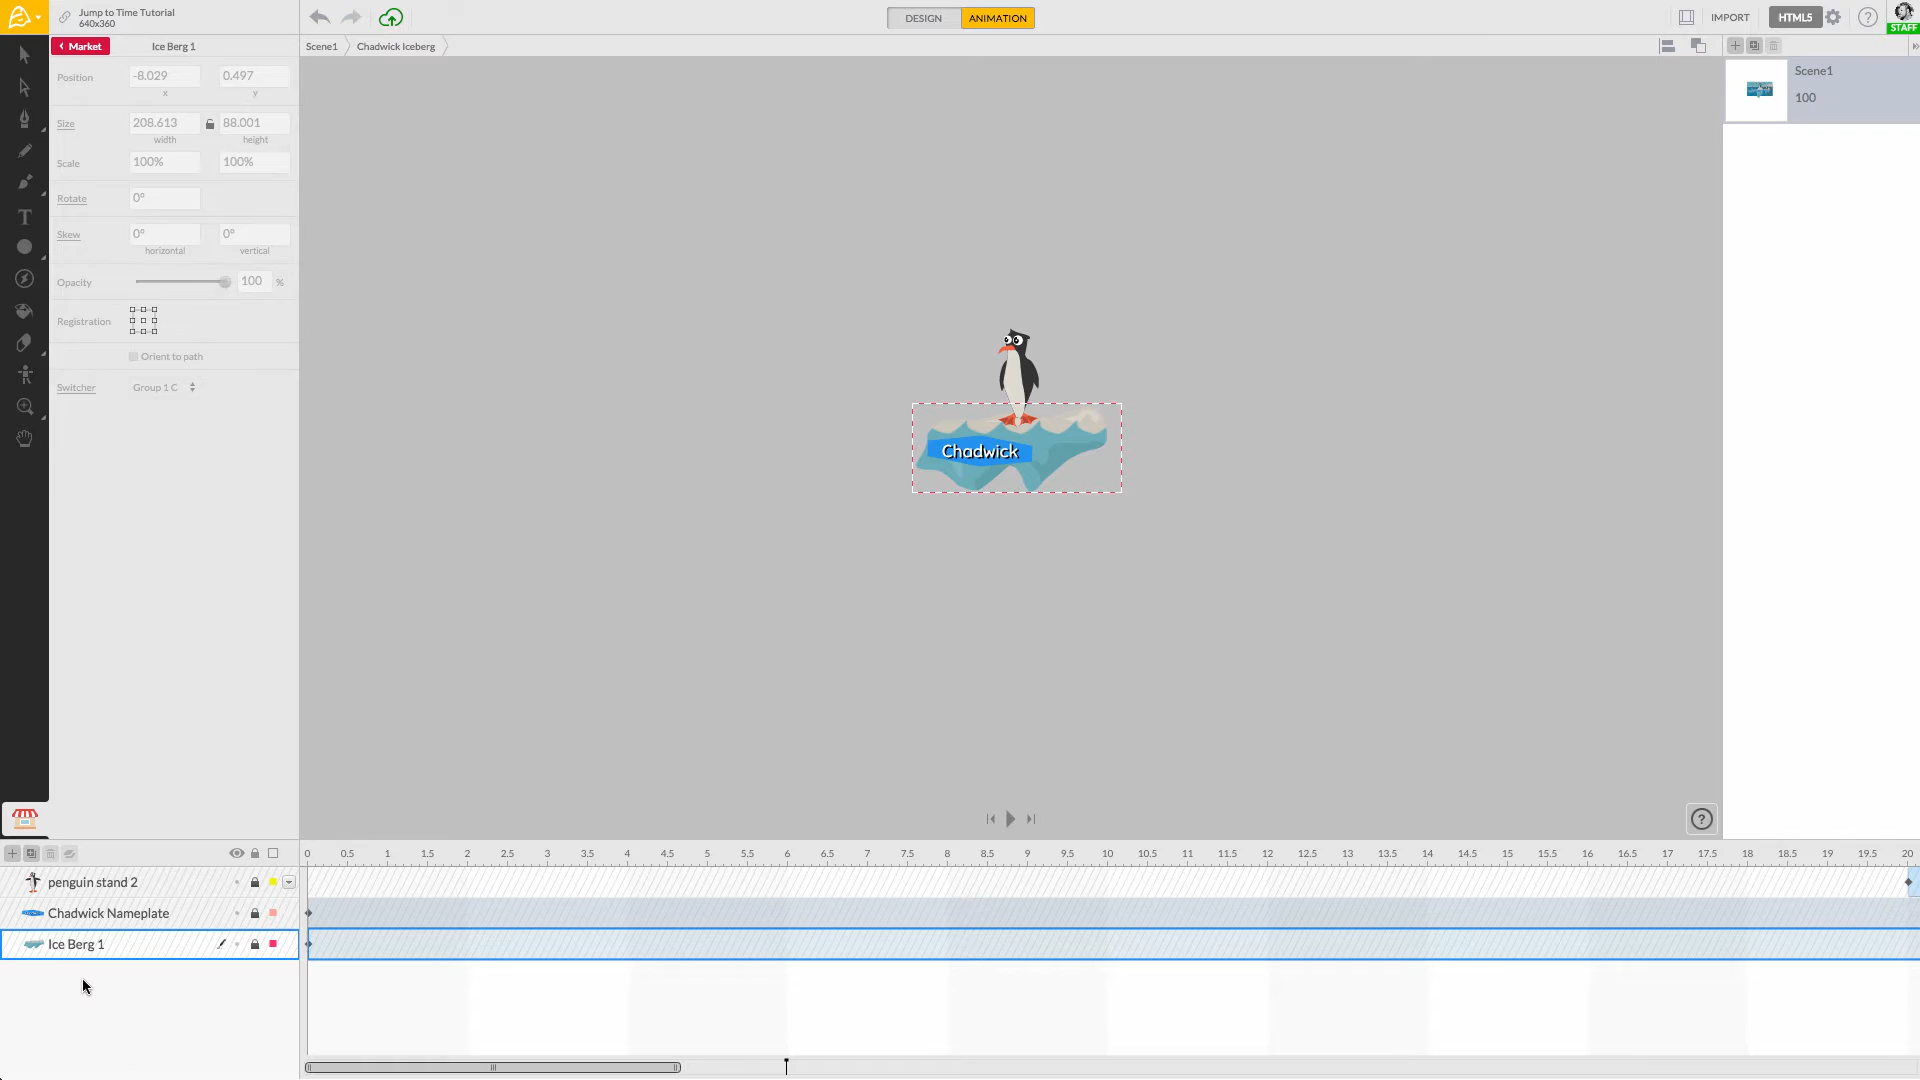 Jump to Time Tutorial
640x360
DESIGN
ANIMATION
IMPORT
HTML5
?
STAFF
Market
Ice Berg 1
Scene1
Chadwick Iceberg
Position
-8.029
0.497
x
y
Size
208.613
88.001
width
height
Scale
100%
100%
Rotate
0°
Skew
0°
0°
horizontal
vertical
Opacity
100
%
Registration
Orient to path
Switcher
Group 1 C
T
Scene1
100
Chadwick
?
0 0.5 1 1.5 2 2.5 3 3.5 4 4.5 5 5.5 6 6.5 7 7.5 8 8.5 9 9.5 10 10.5 11 11.5 12 12.5 13 13.5 14 14.5 15 15.5 16 16.5 17 17.5 18 18.5 19 19.5 20
penguin stand 2
Chadwick Nameplate
Ice Berg 1